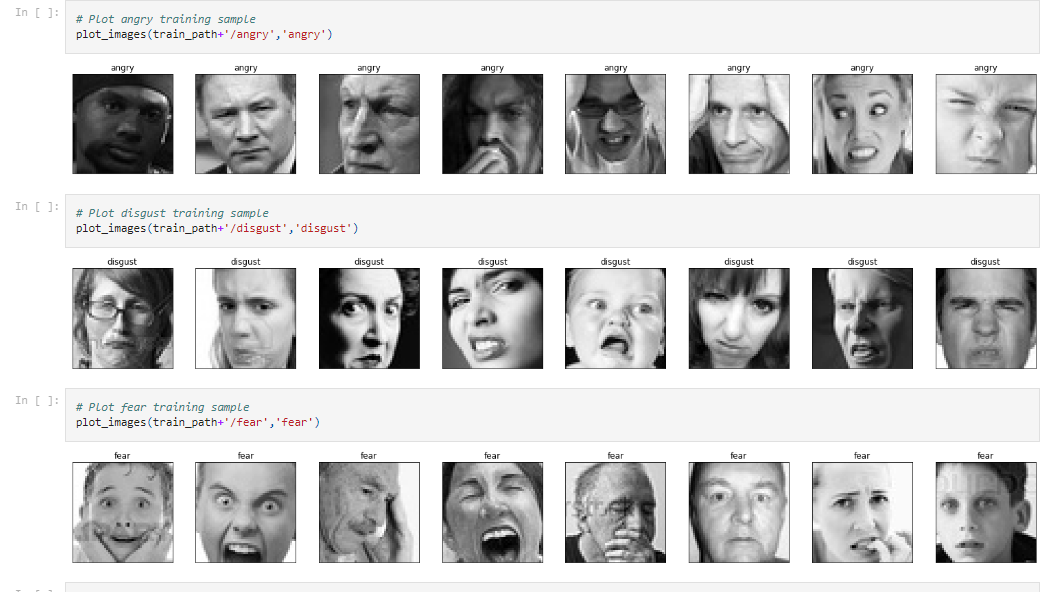 In [ ]:
# Plot angry training sample
plot_images(train_path+'/angry','angry')
angry angry angry angry angry angry angry angry
In [ ]:
# Plot disgust training sample
plot_images(train_path+'/disgust','disgust')
disgust disgust disgust disgust disgust disgust disgust disgust
In [ ]:
# Plot fear training sample
plot_images(train_path+'/fear','fear')
fear fear fear fear fear fear fear fear